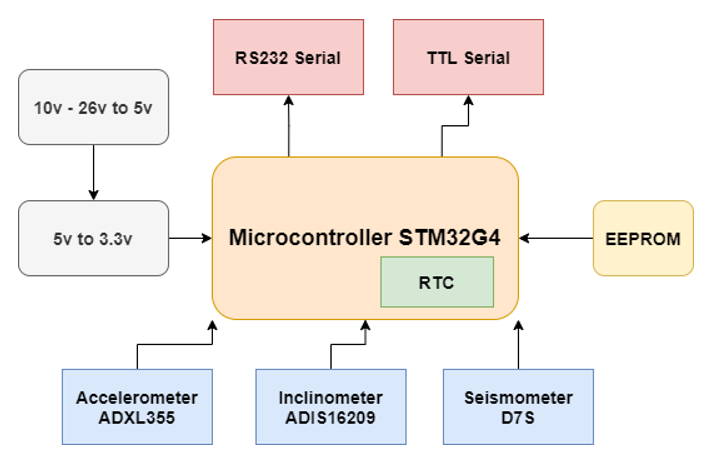 RS232 Serial
TTL Serial
10v - 26v to 5v
5v to 3.3v
Microcontroller STM32G4
RTC
EEPROM
Accelerometer
ADXL355
Inclinometer
ADIS16209
Seismometer
D7S